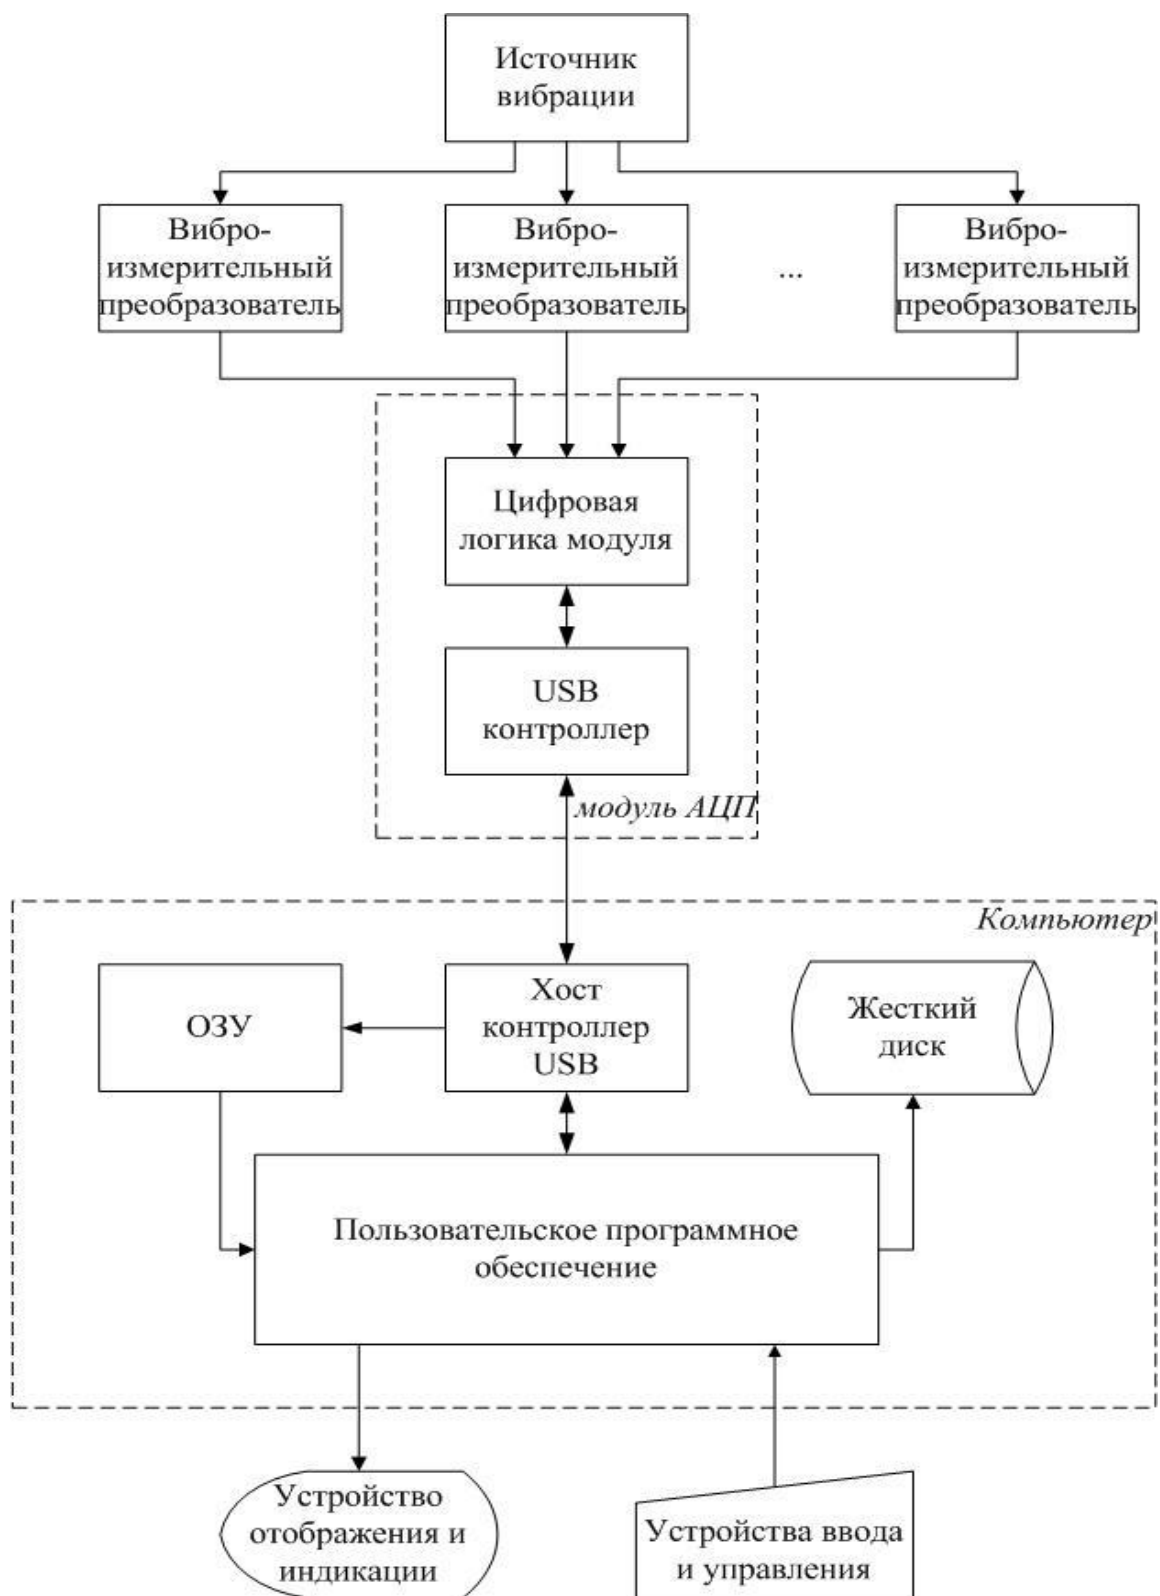 Источник
вибрации
Вибро-
измерительный
преобразователь
Вибро-
измерительный
преобразователь
...
Вибро-
измерительный
преобразователь
Цифровая
логика модуля
USB
контроллер
модуль АЦП
Компьютер
ОЗУ
Хост
контроллер
USB
Жесткий
диск
Пользовательское программное
обеспечение
Устройство
отображения и
индикации
Устройства ввода
и управления